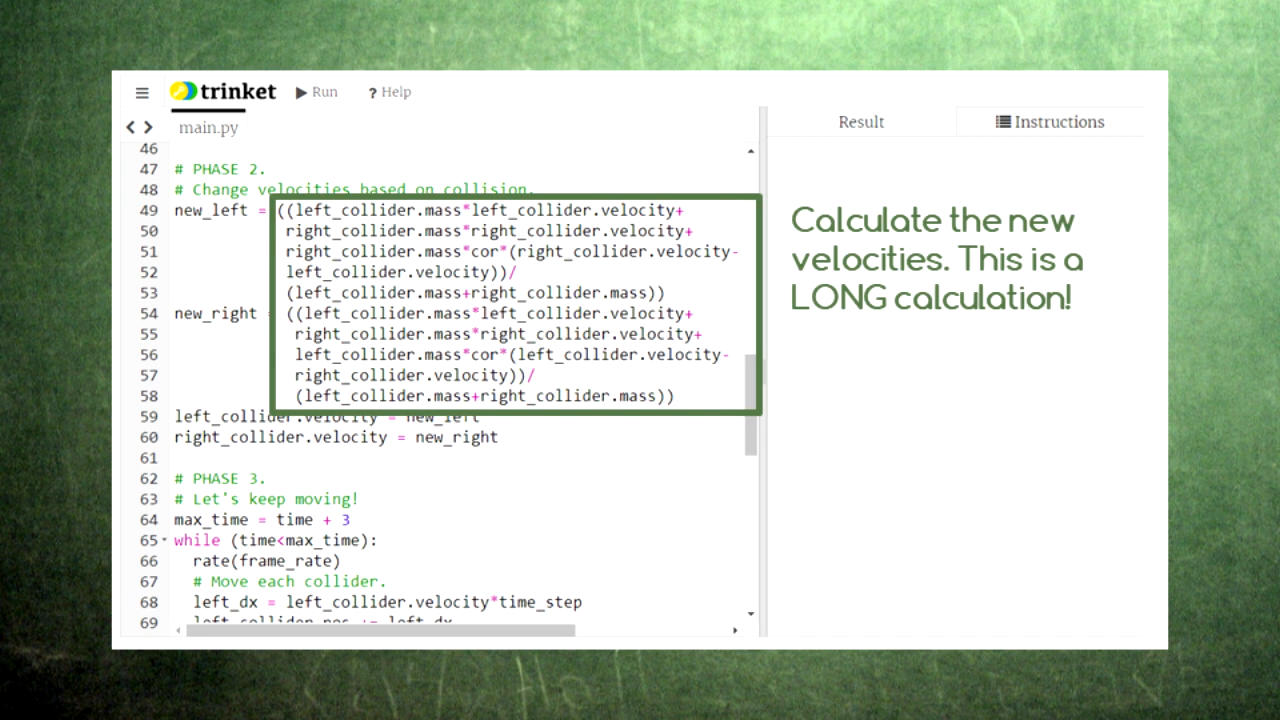 trinket Run ? Help
main.py
Result Instructions
46
47 # PHASE 2.
48 # Change velocities based on collision.
49 new_left = ((left_collider.mass*left_collider.velocity+
50 right_collider.mass*right_collider.velocity+
51 right_collider.mass*cor*(right_collider.velocity-
52 left_collider.velocity))/
53 (left_collider.mass+right_collider.mass))
54 new_right = ((left_collider.mass*left_collider.velocity+
55 right_collider.mass*right_collider.velocity+
56 left_collider.mass*cor*(left_collider.velocity-
57 right_collider.velocity))/
58 (left_collider.mass+right_collider.mass))
59 left_collider.velocity = new_left
60 right_collider.velocity = new_right
61
62 # PHASE 3.
63 # Let's keep moving!
64 max_time = time + 3
65 while (time<max_time):
66 rate(frame_rate)
67 # Move each collider.
68 left_dx = left_collider.velocity*time_step
69 left_collider.pos += left_dx
Calculate the new
velocities. This is a
LONG calculation!